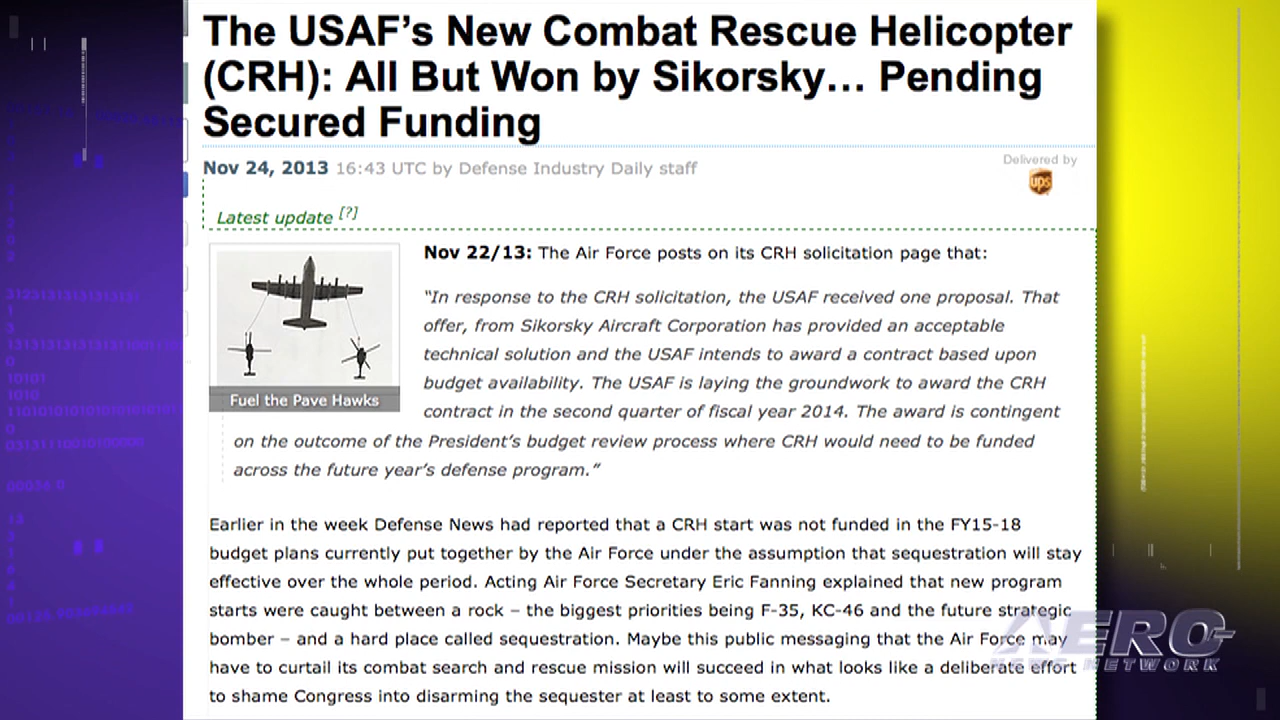 The USAF’s New Combat Rescue Helicopter
(CRH): All But Won by Sikorsky… Pending
Secured Funding
Nov 24, 2013 16:43 UTC by Defense Industry Daily staff
Delivered by
ups
Latest update [?]
Nov 22/13: The Air Force posts on its CRH solicitation page that:
“In response to the CRH solicitation, the USAF received one proposal. That
offer, from Sikorsky Aircraft Corporation has provided an acceptable
technical solution and the USAF intends to award a contract based upon
budget availability. The USAF is laying the groundwork to award the CRH
contract in the second quarter of fiscal year 2014. The award is contingent
on the outcome of the President’s budget review process where CRH would need to be funded
across the future year’s defense program.”
Fuel the Pave Hawks
Earlier in the week Defense News had reported that a CRH start was not funded in the FY15-18
budget plans currently put together by the Air Force under the assumption that sequestration will stay
effective over the whole period. Acting Air Force Secretary Eric Fanning explained that new program
starts were caught between a rock – the biggest priorities being F-35, KC-46 and the future strategic
bomber – and a hard place called sequestration. Maybe this public messaging that the Air Force may
have to curtail its combat search and rescue mission will succeed in what looks like a deliberate effort
to shame Congress into disarming the sequester at least to some extent.
AERO-
NEWS NETWORK